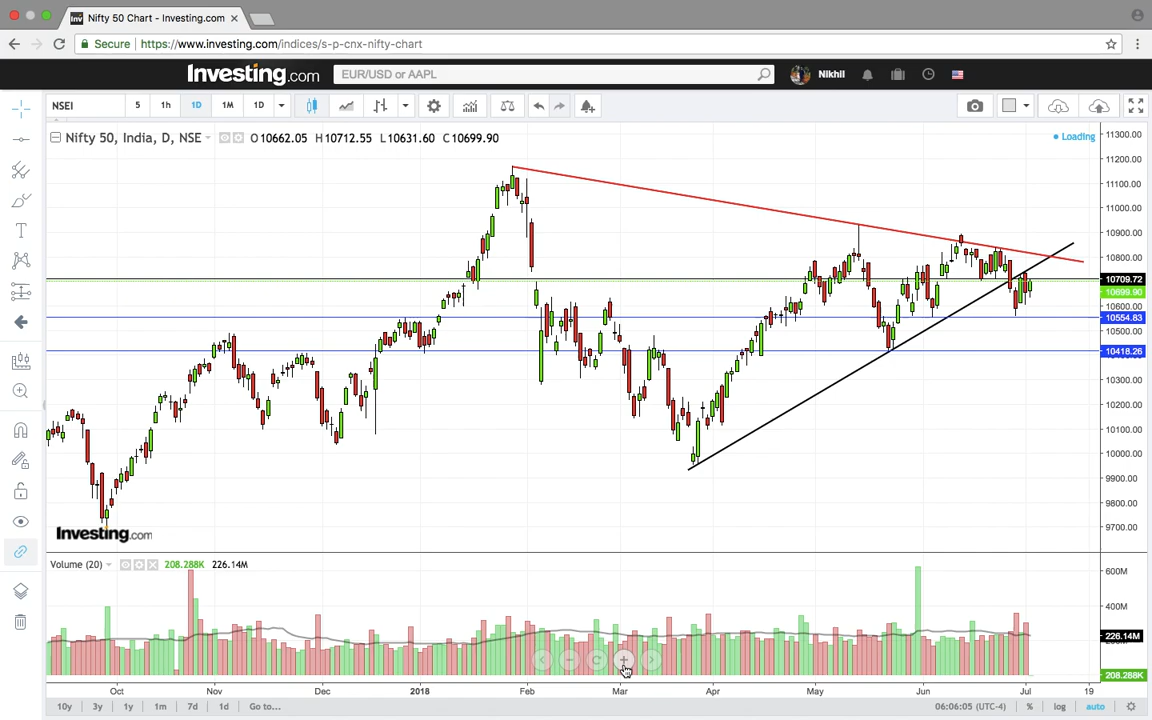 Nifty 50 Chart - Investing.com
Secure https://www.investing.com/indices/s-p-cnx-nifty-chart
Investing.com EUR/USD or AAPL Nikhil
NSEI 5 1h 1D 1M 1D
Nifty 50, India, D, NSE O10662.05 H10712.55 L10631.60 C10699.90
Loading
11300.00
11200.00
11100.00
11000.00
10900.00
10800.00
10709.72
10699.90
10600.00
10554.83
10500.00
10418.26
10300.00
10200.00
10100.00
10000.00
9900.00
9800.00
9700.00
Investing.com
Volume (20) 208.288K 226.14M
600M
400M
226.14M
208.288K
Oct Nov Dec 2018 Feb Mar Apr May Jun Jul 19
10y 3y 1y 1m 7d 1d Go to... 06:06:05 (UTC-4) % log auto